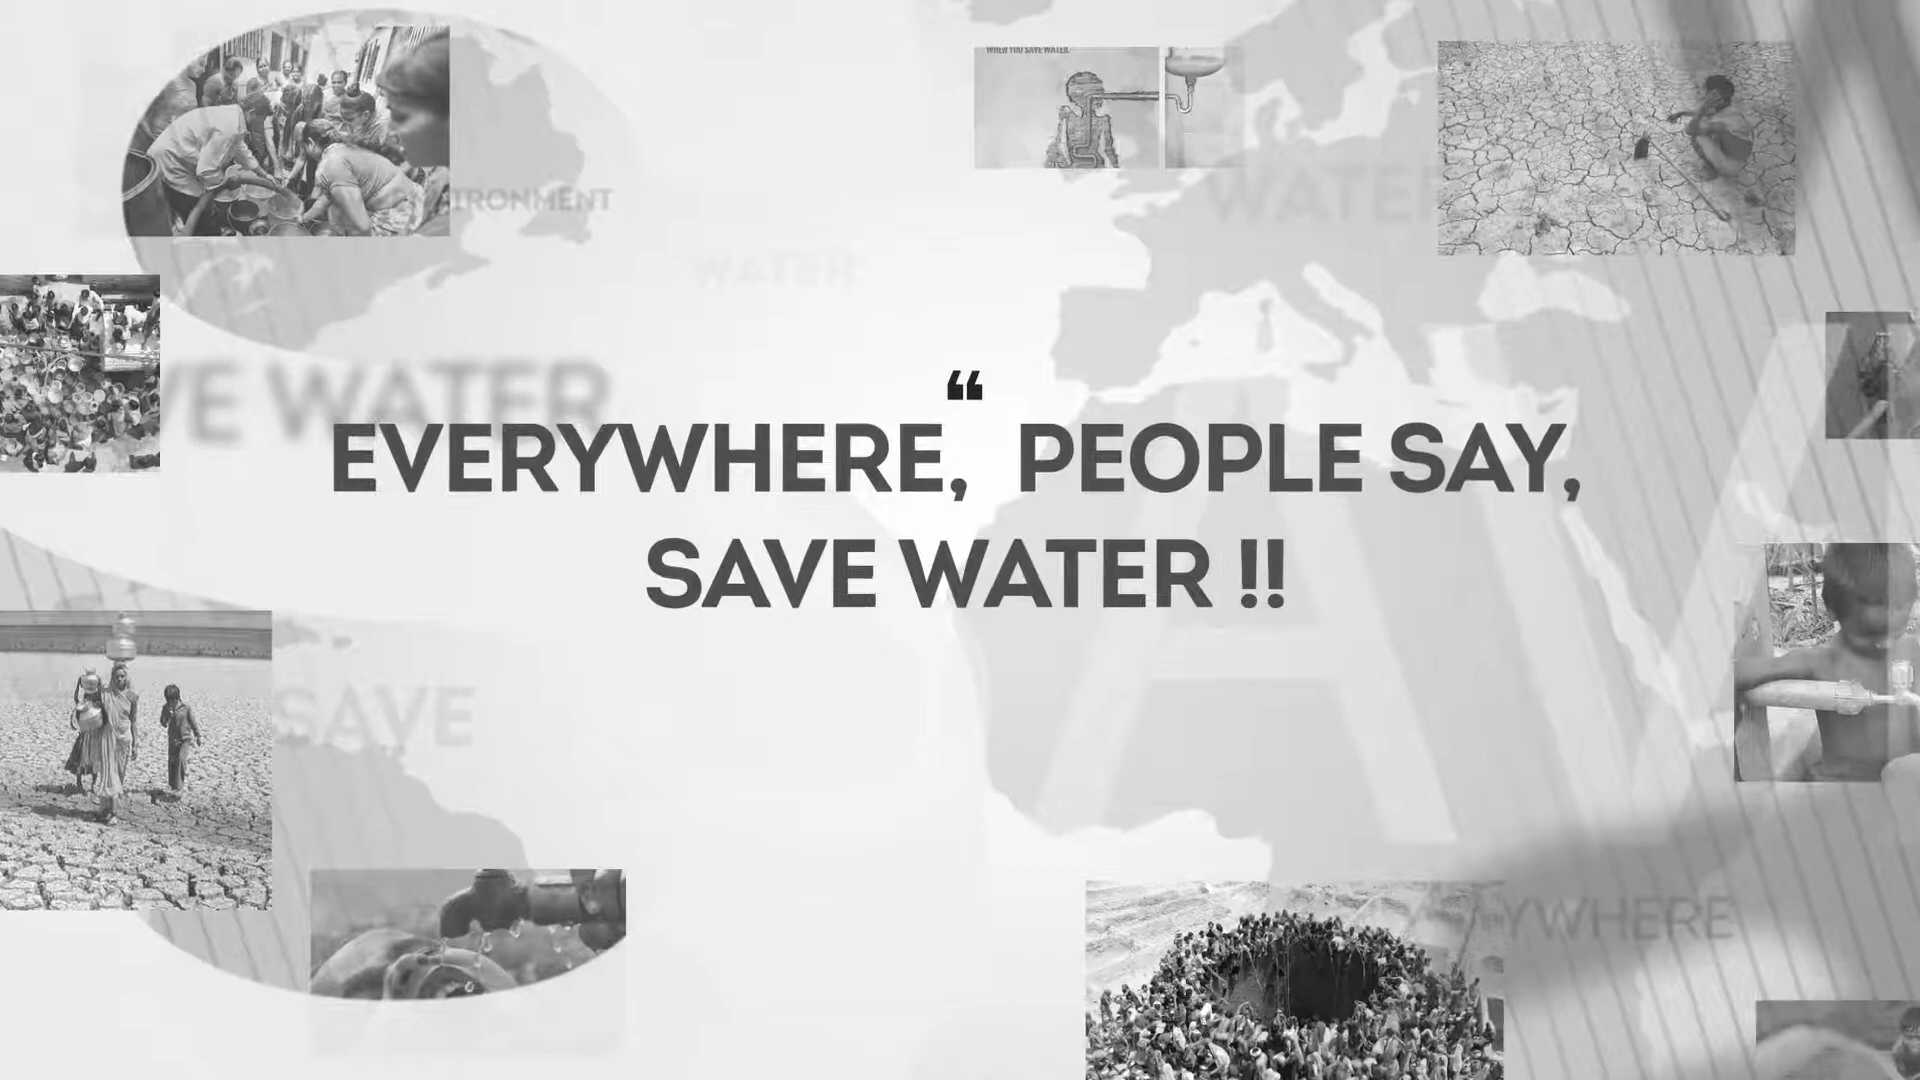 WHEN YOU SAVE WATER.
ENVIRONMENT
WATER
WATER
VE WATER
“
EVERYWHERE, PEOPLE SAY,
SAVE WATER !!
SAVE
YWHERE